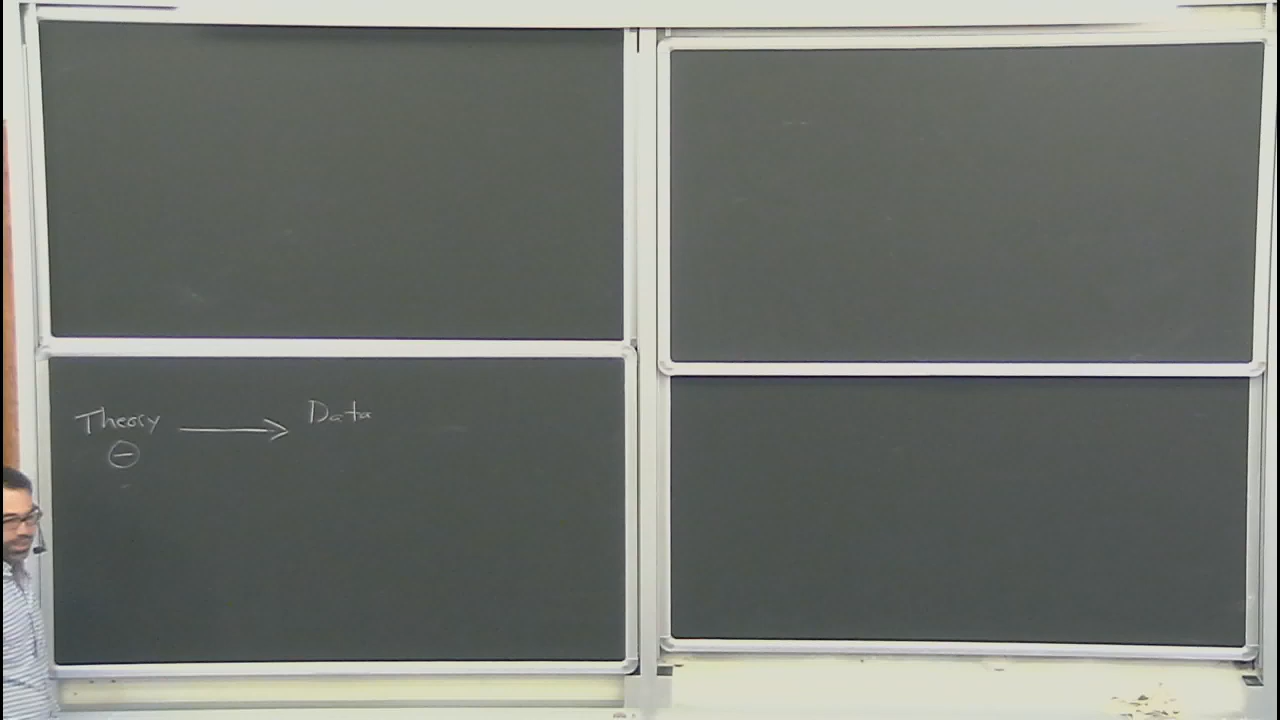 Theory → Data
Θ